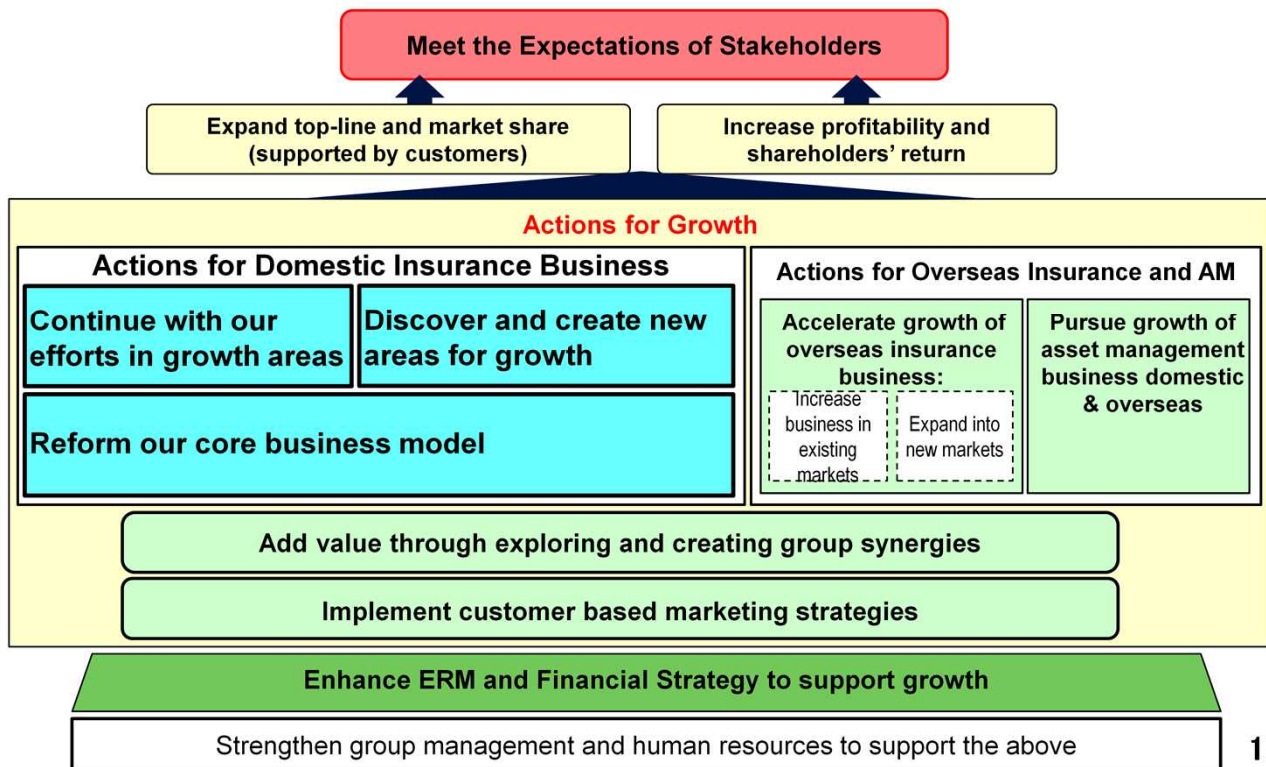 Meet the Expectations of Stakeholders
Expand top-line and market share
(supported by customers)
Increase profitability and
shareholders’ return
Actions for Growth
Actions for Domestic Insurance Business
Continue with our
efforts in growth areas
Discover and create new
areas for growth
Reform our core business model
Actions for Overseas Insurance and AM
Accelerate growth of
overseas insurance
business:
Increase
business in
existing
markets
Expand into
new markets
Pursue growth of
asset management
business domestic
& overseas
Add value through exploring and creating group synergies
Implement customer based marketing strategies
Enhance ERM and Financial Strategy to support growth
Strengthen group management and human resources to support the above
1